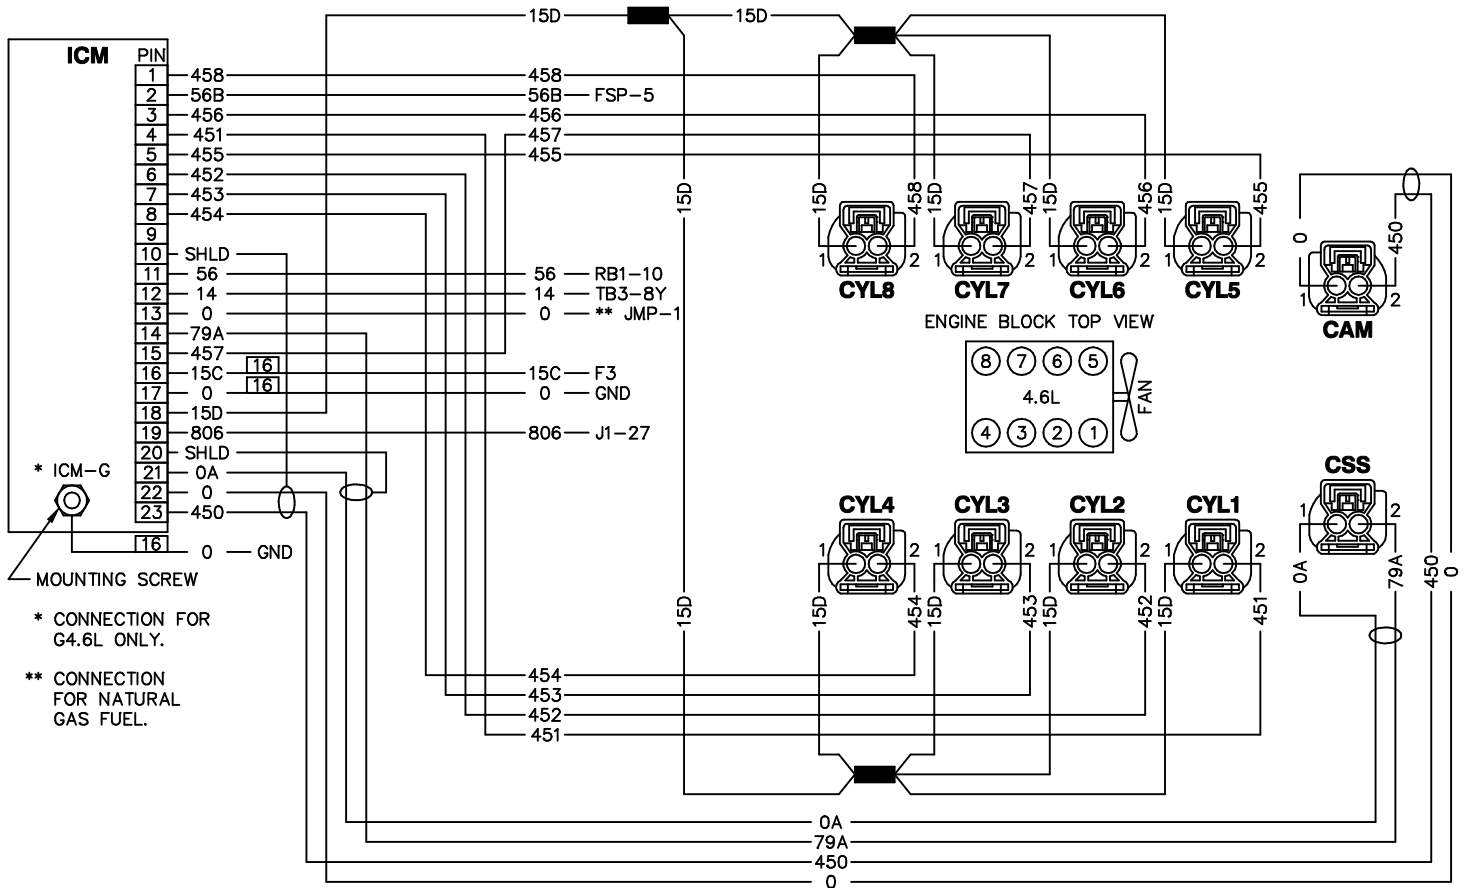 15D 15D
ICM PIN
1 458 458
2 56B 56B FSP-5
3 456 456
4 451 457
5 455 455
6 452
7 453
8 454
9
10 SHLD
11 56 56 RB1-10
12 14 14 TB3-8Y
13 0 0 ** JMP-1
14 79A
15 457
16 15C 16 15C F3
17 0 16 0 GND
18 15D
19 806 806 J1-27
20 SHLD
21 0A
22 0
23 450
* ICM-G
16 0 GND
MOUNTING SCREW
* CONNECTION FOR
G4.6L ONLY.
** CONNECTION
FOR NATURAL
GAS FUEL.
15D
15D 458 15D 457 15D 456 15D 455
1 2 1 2 1 2 1 2
CYL8 CYL7 CYL6 CYL5
0 450
1 2
CAM
ENGINE BLOCK TOP VIEW
8 7 6 5
4.6L
FAN
4 3 2 1
CSS
1 2
0A 79A
450 0
CYL4 CYL3 CYL2 CYL1
1 2 1 2 1 2 1 2
15D
15D 454 15D 453 15D 452 15D 451
454
453
452
451
0A
79A
450
0